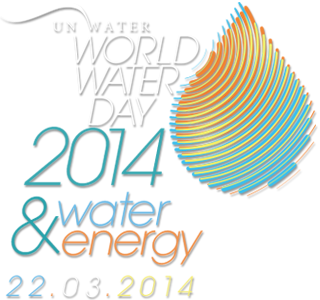 UN WATER
WORLD
WATER
DAY
2014
& water
energy
22.03.2014